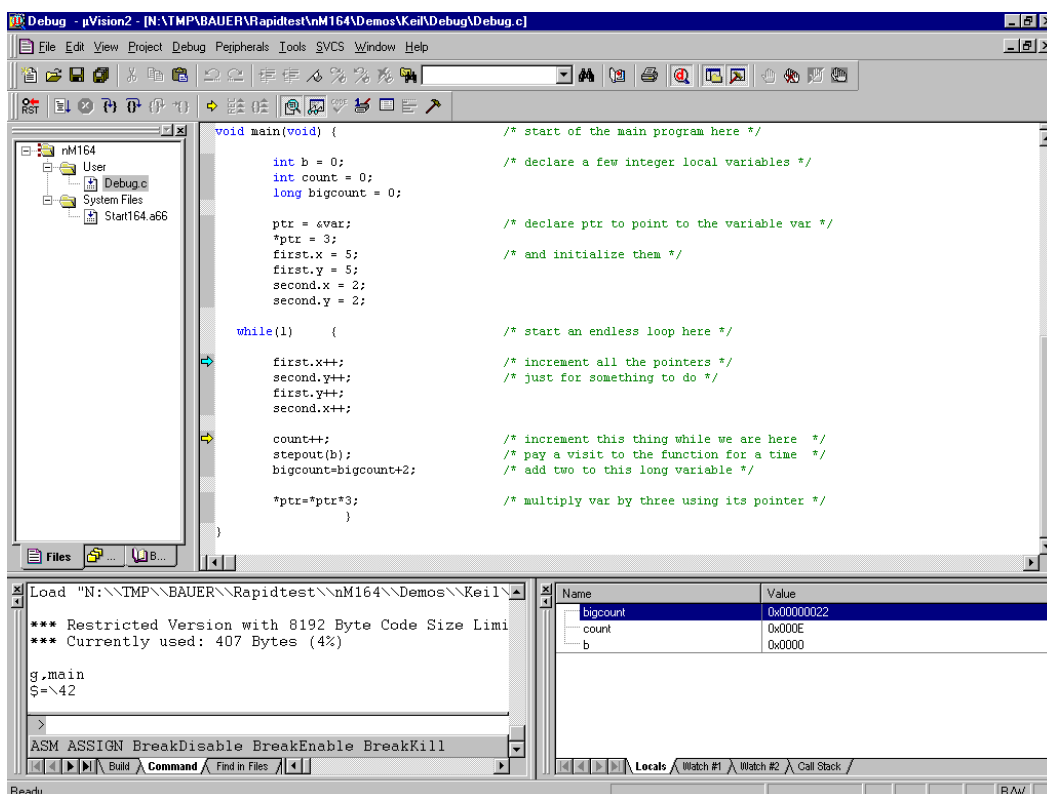 Debug - µVision2 - [N:\TMP\BAUER\Rapidtest\nM164\Demos\Keil\Debug\Debug.c]
File Edit View Project Debug Peripherals Tools SVCS Window Help
RST
CODE
nM164
User
Debug.c
System Files
Start164.a66
Files
...
B...
void main(void) { /* start of the main program here */
int b = 0; /* declare a few integer local variables */
int count = 0;
long bigcount = 0;
ptr = &var; /* declare ptr to point to the variable var */
*ptr = 3;
first.x = 5; /* and initialize them */
first.y = 5;
second.x = 2;
second.y = 2;
while(1) { /* start an endless loop here */
first.x++; /* increment all the pointers */
second.y++; /* just for something to do */
first.y++;
second.x++;
count++; /* increment this thing while we are here */
stepout(b); /* pay a visit to the function for a time */
bigcount=bigcount+2; /* add two to this long variable */
*ptr=*ptr*3; /* multiply var by three using its pointer */
}
}
Load "N:\\TMP\\BAUER\\Rapidtest\\nM164\\Demos\\Keil\
*** Restricted Version with 8192 Byte Code Size Limi
*** Currently used: 407 Bytes (4%)
g,main
$=\42
>
ASM ASSIGN BreakDisable BreakEnable BreakKill
Build Command Find in Files
Name Value
bigcount 0x00000022
count 0x000E
b 0x0000
Locals Watch #1 Watch #2 Call Stack
Ready
R/W